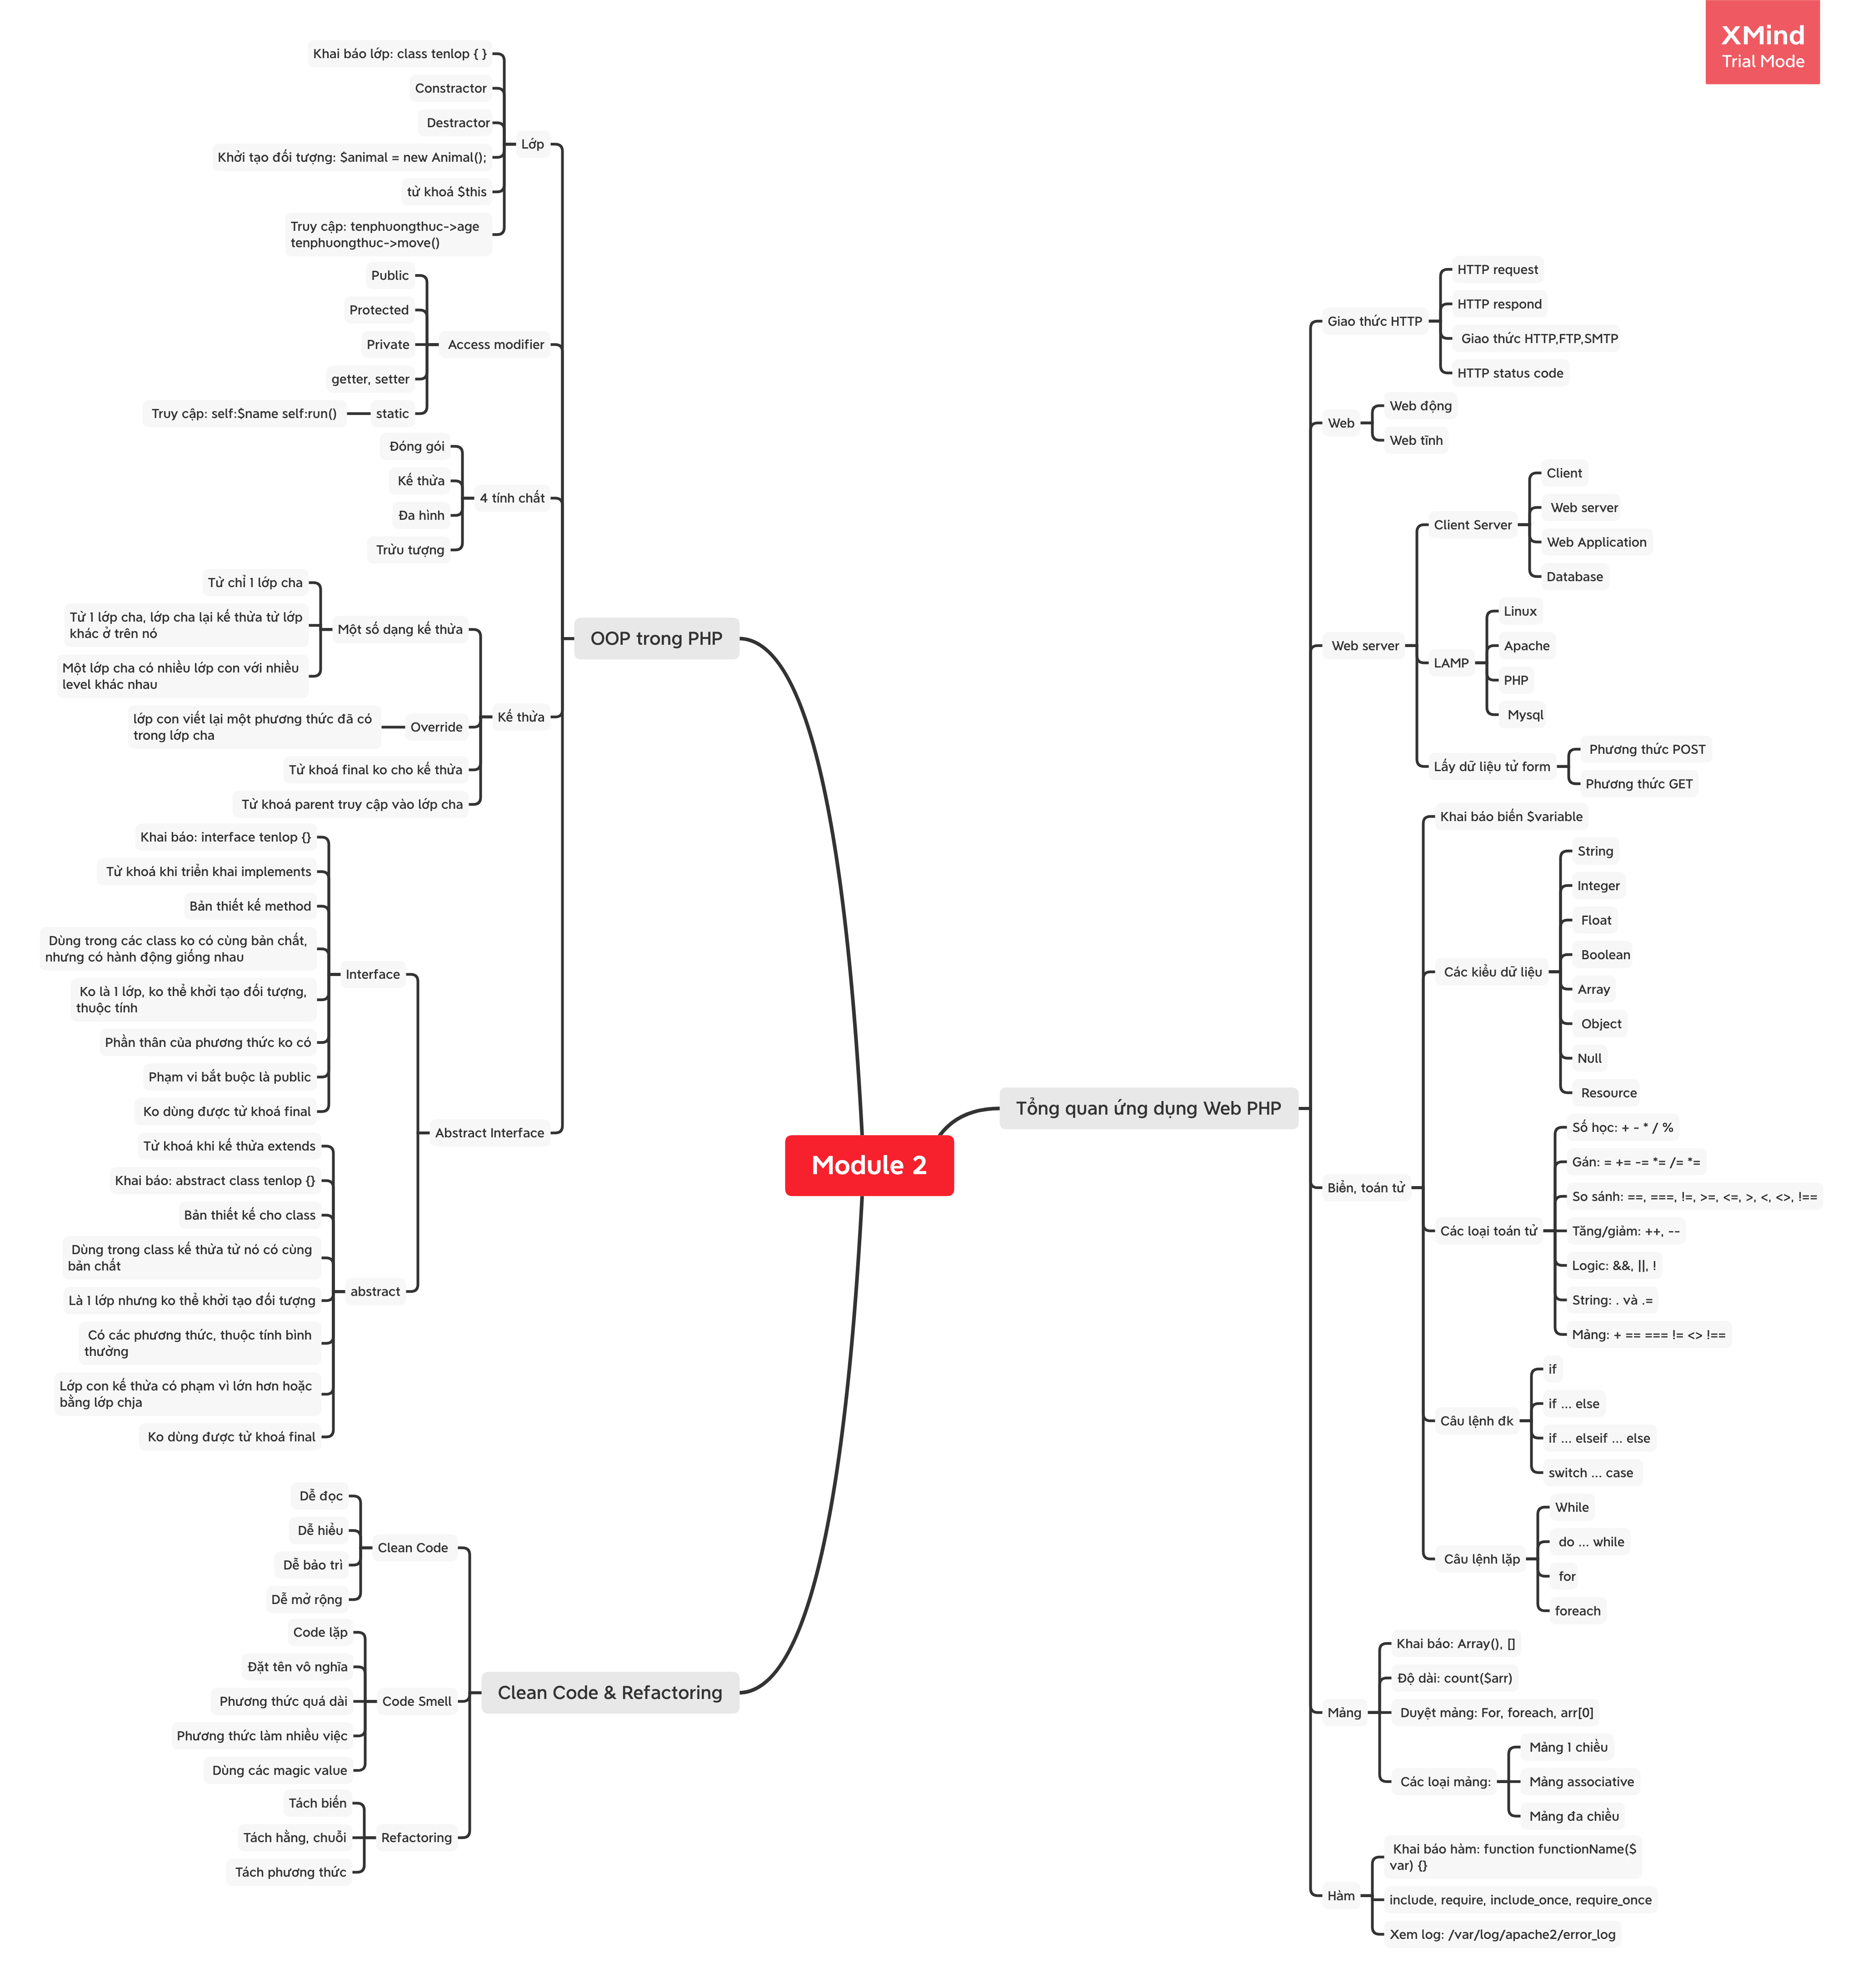 XMind
Trial Mode
Module 2
Tổng quan ứng dụng Web PHP
Giao thức HTTP
HTTP request
HTTP respond
Giao thức HTTP,FTP,SMTP
HTTP status code
Web
Web động
Web tĩnh
Web server
Client Server
Client
Web server
Web Application
Database
LAMP
Linux
Apache
PHP
Mysql
Lấy dữ liệu từ form
Phương thức POST
Phương thức GET
Biến, toán tử
Khai báo biến $variable
Các kiểu dữ liệu
String
Integer
Float
Boolean
Array
Object
Null
Resource
Các loại toán tử
Số học: + - * / %
Gán: = += -= *= /= *=
So sánh: ==, ===, !=, >=, <=, >, <, <>, !==
Tăng/giảm: ++, --
Logic: &&, ||, !
String: . và .=
Mảng: + == === != <> !==
Câu lệnh đk
if
if ... else
if ... elseif ... else
switch ... case
Câu lệnh lặp
While
do ... while
for
foreach
Mảng
Khai báo: Array(), []
Độ dài: count($arr)
Duyệt mảng: For, foreach, arr[0]
Các loại mảng:
Mảng 1 chiều
Mảng associative
Mảng đa chiều
Hàm
Khai báo hàm: function functionName($
var) {}
include, require, include_once, require_once
Xem log: /var/log/apache2/error_log
OOP trong PHP
Lớp
Khai báo lớp: class tenlop { }
Constractor
Destractor
Khởi tạo đối tượng: $animal = new Animal();
từ khoá $this
Truy cập: tenphuongthuc->age
tenphuongthuc->move()
Access modifier
Public
Protected
Private
getter, setter
static
Truy cập: self:$name self:run()
4 tính chất
Đóng gói
Kế thừa
Đa hình
Trừu tượng
Kế thừa
Một số dạng kế thừa
Từ chỉ 1 lớp cha
Từ 1 lớp cha, lớp cha lại kế thừa từ lớp
khác ở trên nó
Một lớp cha có nhiều lớp con với nhiều
level khác nhau
Override
lớp con viết lại một phương thức đã có
trong lớp cha
Từ khoá final ko cho kế thừa
Từ khoá parent truy cập vào lớp cha
Abstract Interface
Interface
Khai báo: interface tenlop {}
Từ khoá khi triển khai implements
Bản thiết kế method
Dùng trong các class ko có cùng bản chất,
nhưng có hành động giống nhau
Ko là 1 lớp, ko thể khởi tạo đối tượng,
thuộc tính
Phần thân của phương thức ko có
Phạm vi bắt buộc là public
Ko dùng được từ khoá final
abstract
Từ khoá khi kế thừa extends
Khai báo: abstract class tenlop {}
Bản thiết kế cho class
Dùng trong class kế thừa từ nó có cùng
bản chất
Là 1 lớp nhưng ko thể khởi tạo đối tượng
Có các phương thức, thuộc tính bình
thường
Lớp con kế thừa có phạm vì lớn hơn hoặc
bằng lớp chịa
Ko dùng được từ khoá final
Clean Code & Refactoring
Clean Code
Dễ đọc
Dễ hiểu
Dễ bảo trì
Dễ mở rộng
Code Smell
Code lặp
Đặt tên vô nghĩa
Phương thức quá dài
Phương thức làm nhiều việc
Dùng các magic value
Refactoring
Tách biến
Tách hằng, chuỗi
Tách phương thức